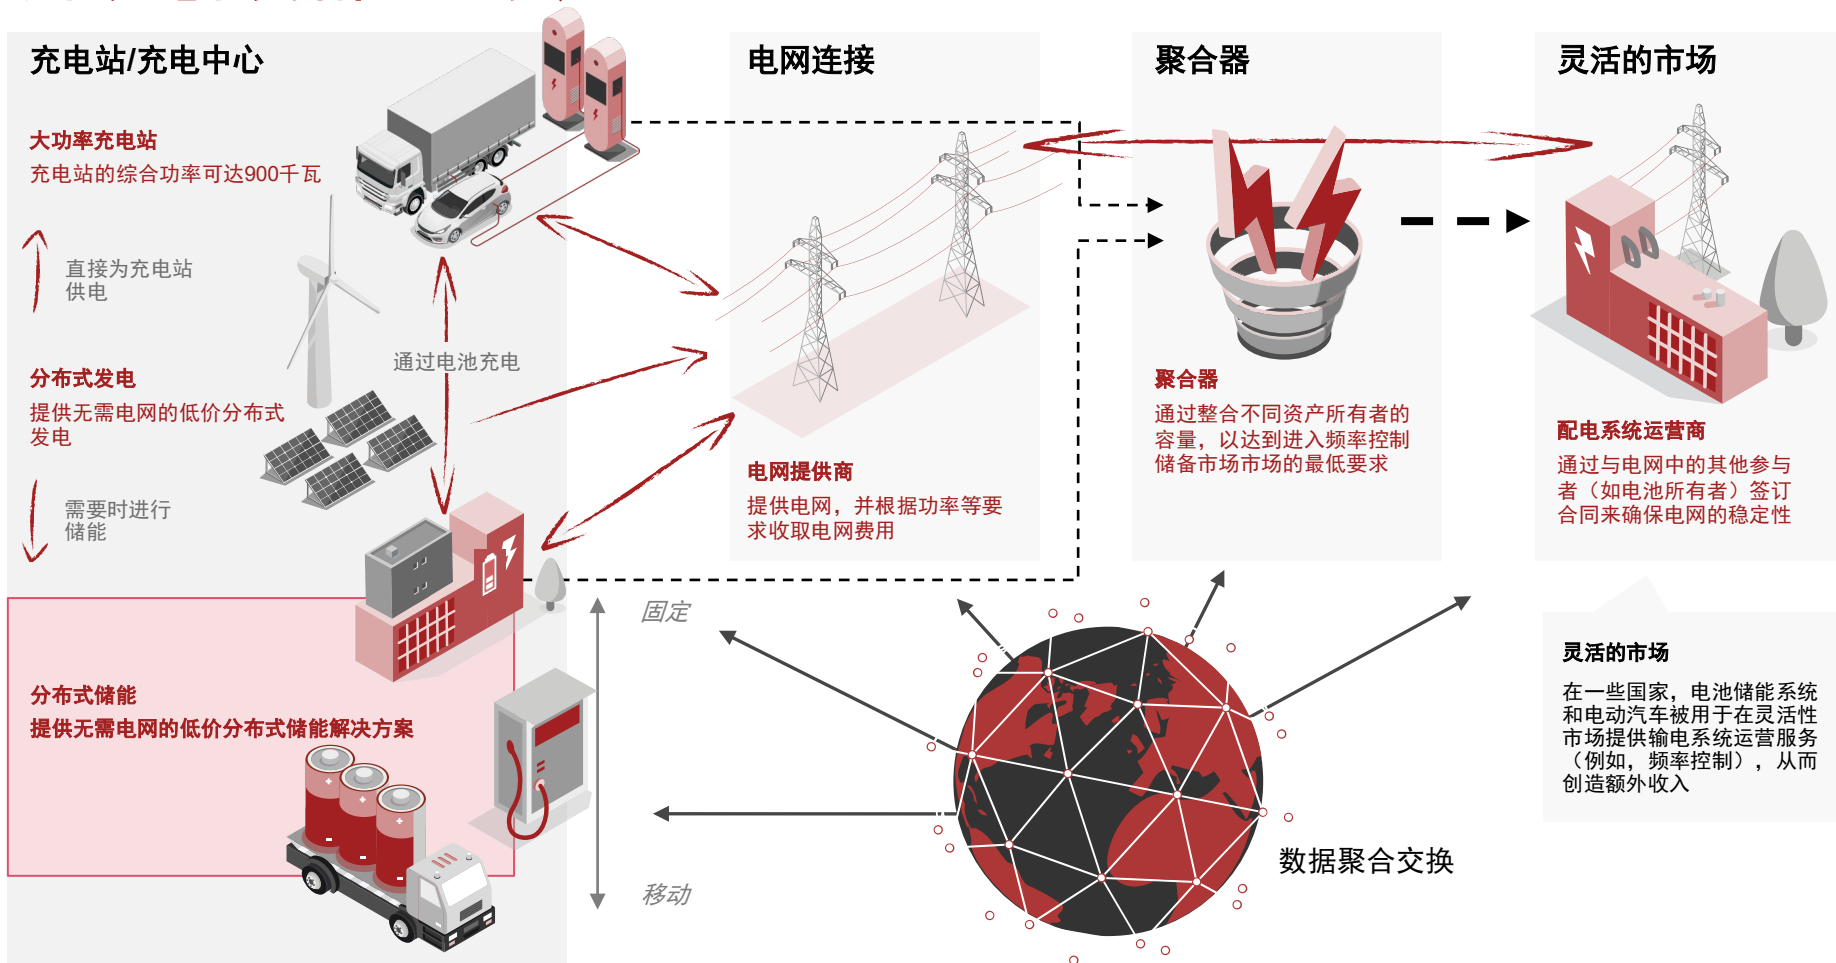 充电站/充电中心
大功率充电站
充电站的综合功率可达900千瓦
直接为充电站
供电
通过电池充电
分布式发电
提供无需电网的低价分布式
发电
需要时进行
储能
分布式储能
提供无需电网的低价分布式储能解决方案
固定
移动
电网连接
电网提供商
提供电网，并根据功率等要
求收取电网费用
聚合器
聚合器
通过整合不同资产所有者的
容量，以达到进入频率控制
储备市场市场的最低要求
灵活的市场
配电系统运营商
通过与电网中的其他参与
者（如电池所有者）签订
合同来确保电网的稳定性
灵活的市场
在一些国家，电池储能系统
和电动汽车被用于在灵活性
市场提供输电系统运营服务
（例如，频率控制），从而
创造额外收入
数据聚合交换